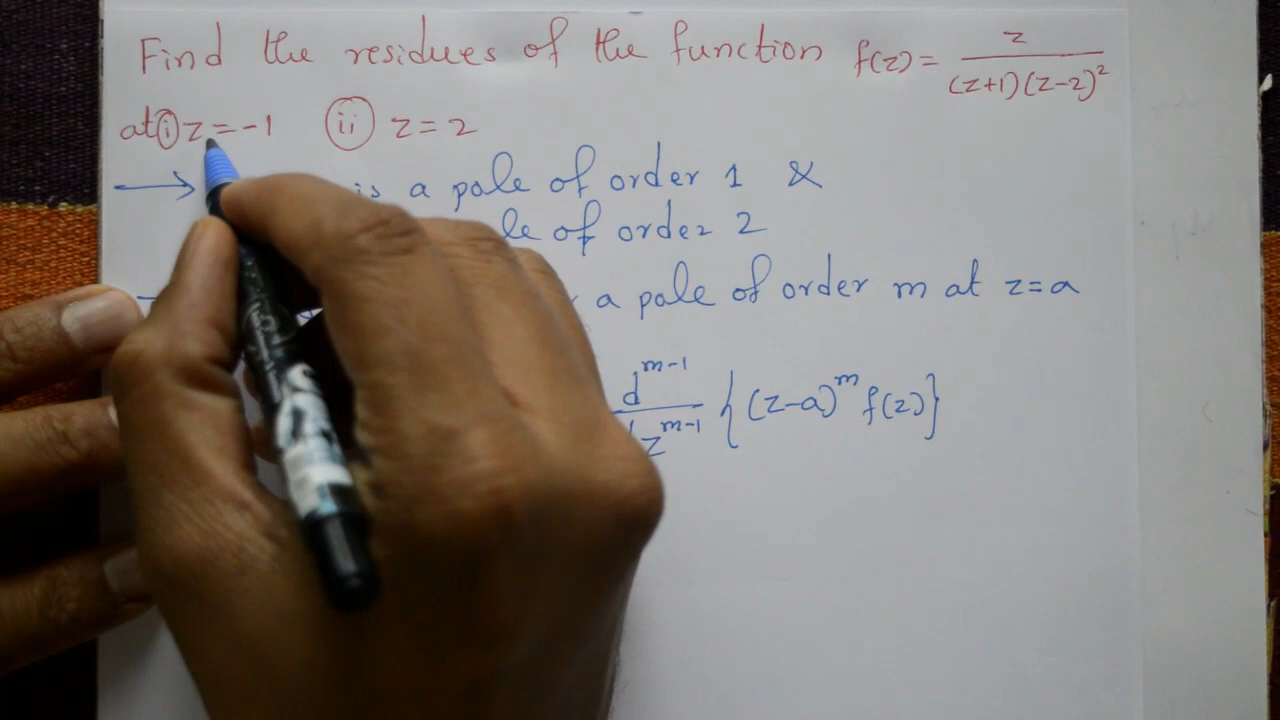 Find the residues of the function f(z) = z / (z+1)(z-2)²
at (i) z = -1 (ii) z = 2
→ is a pole of order 1 &
of order 2
a pole of order m at z=a
d^{m-1} / z^{m-1} { (z-a)^m f(z) }